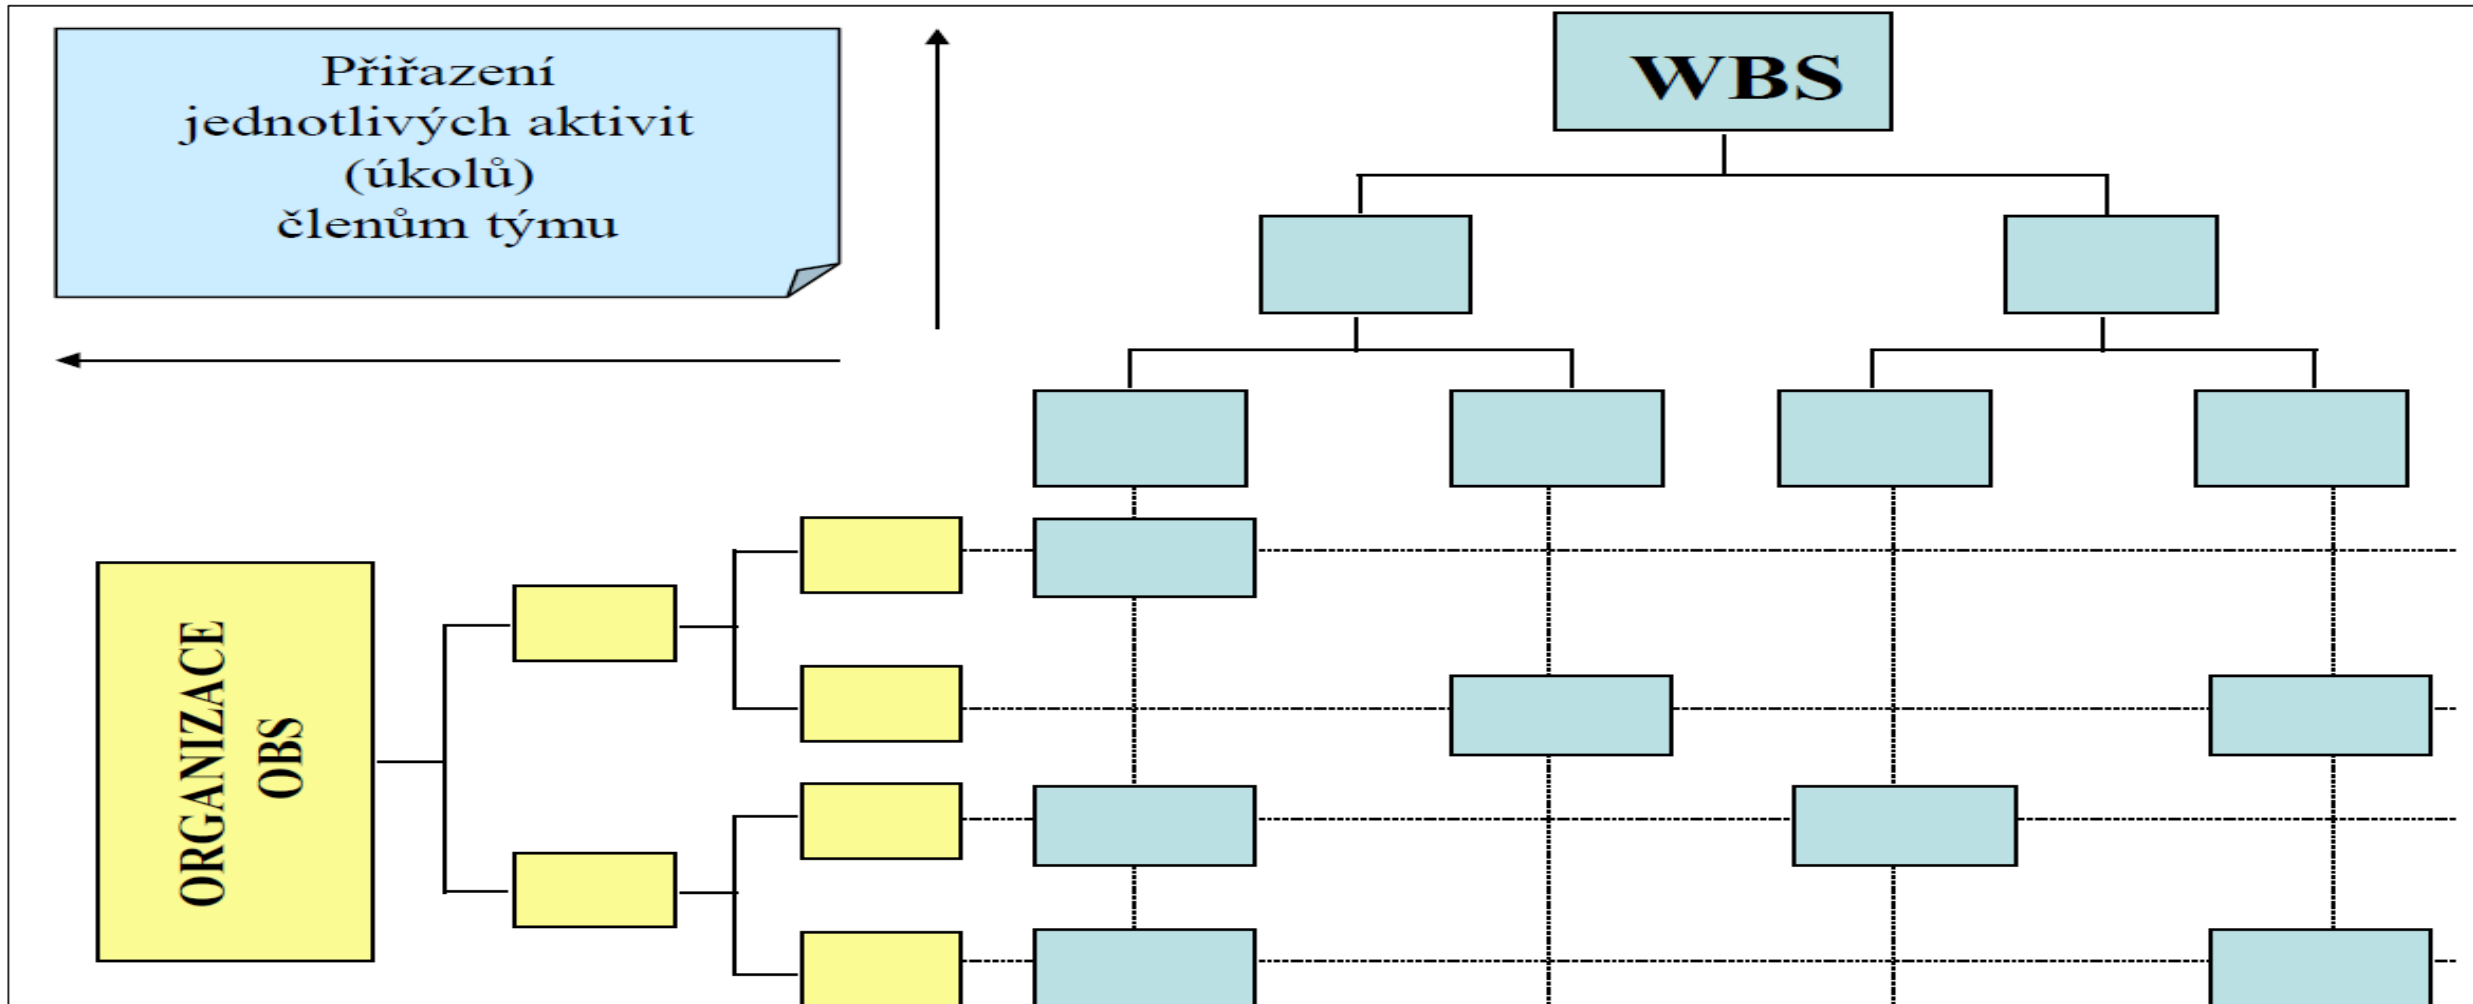 Přiřazení
jednotlivých aktivit
(úkolů)
členům týmu
WBS
ORGANIZACE
OBS